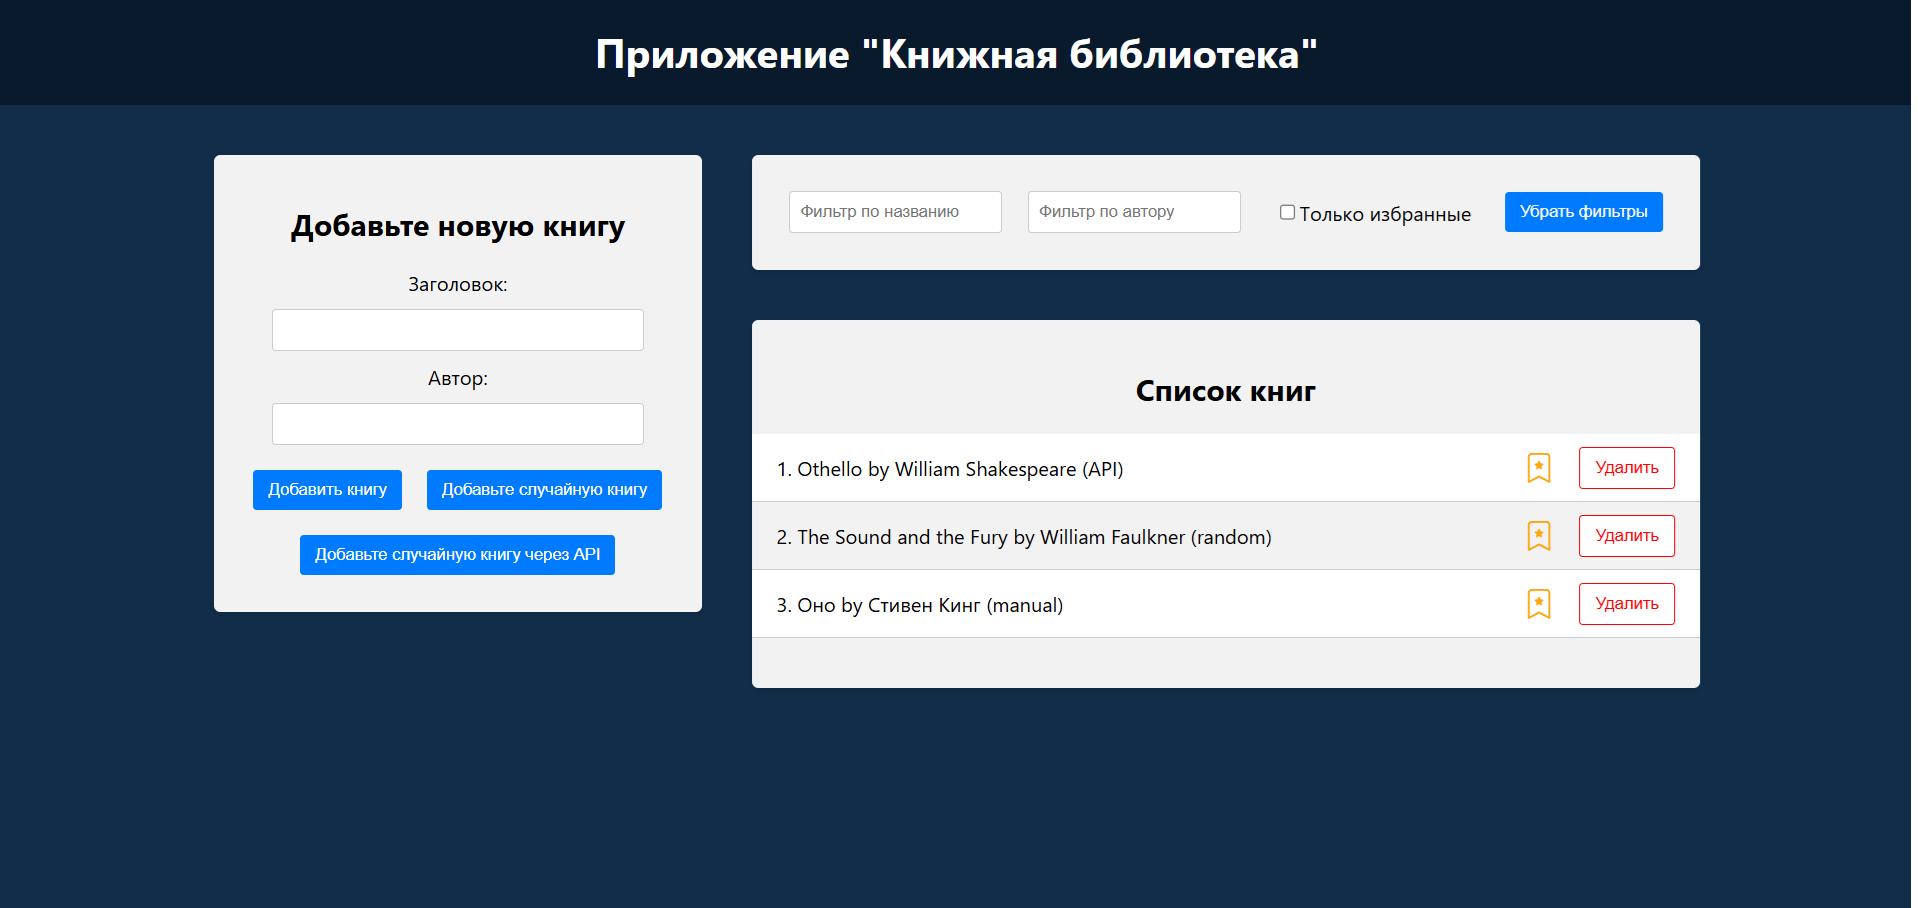 Приложение "Книжная библиотека"
Добавьте новую книгу
Заголовок:
Автор:
Добавить книгу
Добавьте случайную книгу
Добавьте случайную книгу через API
Фильтр по названию
Фильтр по автору
Только избранные
Убрать фильтры
Список книг
1. Othello by William Shakespeare (API)
Удалить
2. The Sound and the Fury by William Faulkner (random)
Удалить
3. Оно by Стивен Кинг (manual)
Удалить